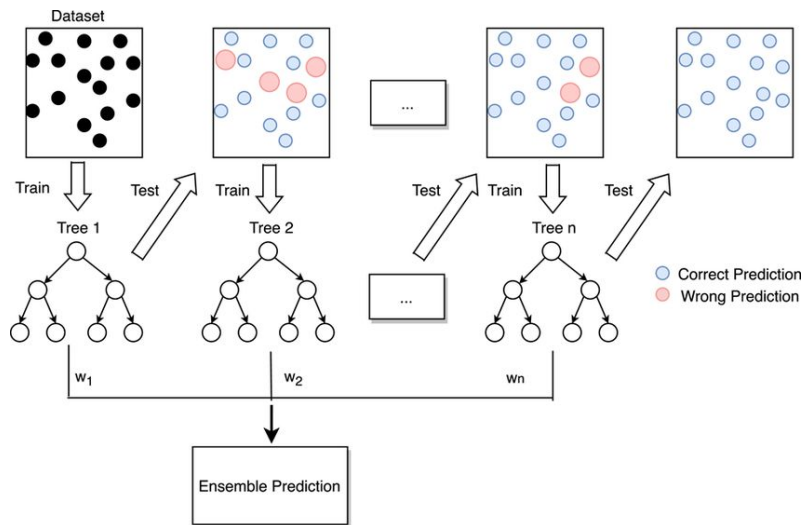 Dataset
...
Train
Test
Train
Test
Train
Test
Tree 1
Tree 2
Tree n
Correct Prediction
...
Wrong Prediction
w1
w2
wn
Ensemble Prediction